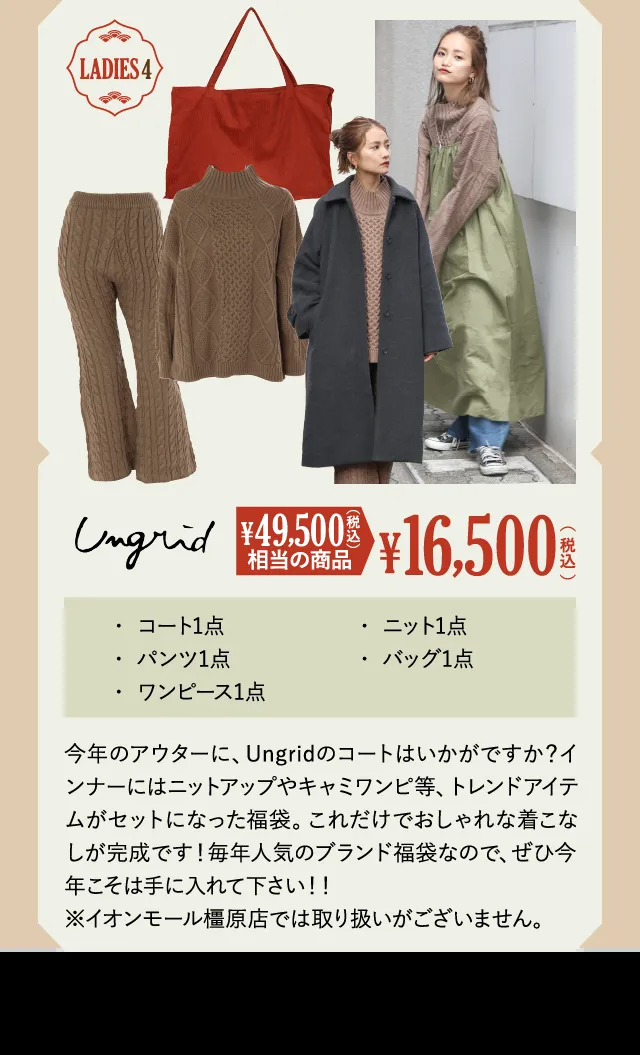 LADIES 4
Ungrid
¥49,500(税込)
相当の商品
¥16,500(税込)
・ コート1点
・ ニット1点
・ パンツ1点
・ バッグ1点
・ ワンピース1点
今年のアウターに、Ungridのコートはいかがですか?イ
ンナーにはニットアップやキャミワンピ等、トレンドアイテ
ムがセットになった福袋。これだけでおしゃれな着こな
しが完成です!毎年人気のブランド福袋なので、ぜひ今
年こそは手に入れて下さい!!
※イオンモール橿原店では取り扱いがございません。